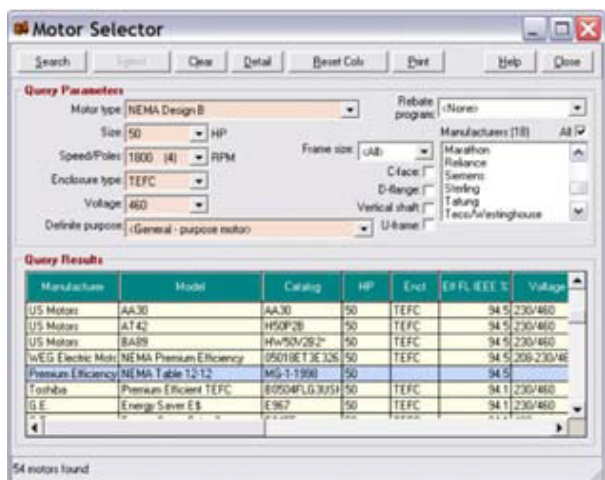 Motor Selector
Search Select Clear Detail Reset Cols Print Help Close
Query Parameters
Motor type: NEMA Design B
Rebate program: <None>
Size: 50 HP
Manufacturers (18) All
Speed/Poles: 1800 (4) RPM
Frame size: <All>
Marathon
Reliance
Siemens
Sterling
Tatung
Teco/Westinghouse
Enclosure type: TEFC
C-face:
D-flange:
Voltage: 460
Vertical shaft:
Definite purpose: <General - purpose motor>
U-frame:
Query Results
Manufacturer Model Catalog HP Encl Eff FL IEEE % Voltage
US Motors AA30 AA30 50 TEFC 94.5 230/460
US Motors AT42 H50P2B 50 TEFC 94.5 230/460
US Motors BA89 HW50V2B2* 50 TEFC 94.5 230/460
WEG Electric Moto NEMA Premium Efficiency 05018ET3E326 50 TEFC 94.5 208-230/46
Premium Efficiency NEMA Table 12-12 MG-1-1998 50 94.5
Toshiba Premium Efficient TEFC B0504FLG3USH 50 TEFC 94.1 230/460
G.E. Energy Saver E$ E967 50 TEFC 94.1 230/460
54 motors found